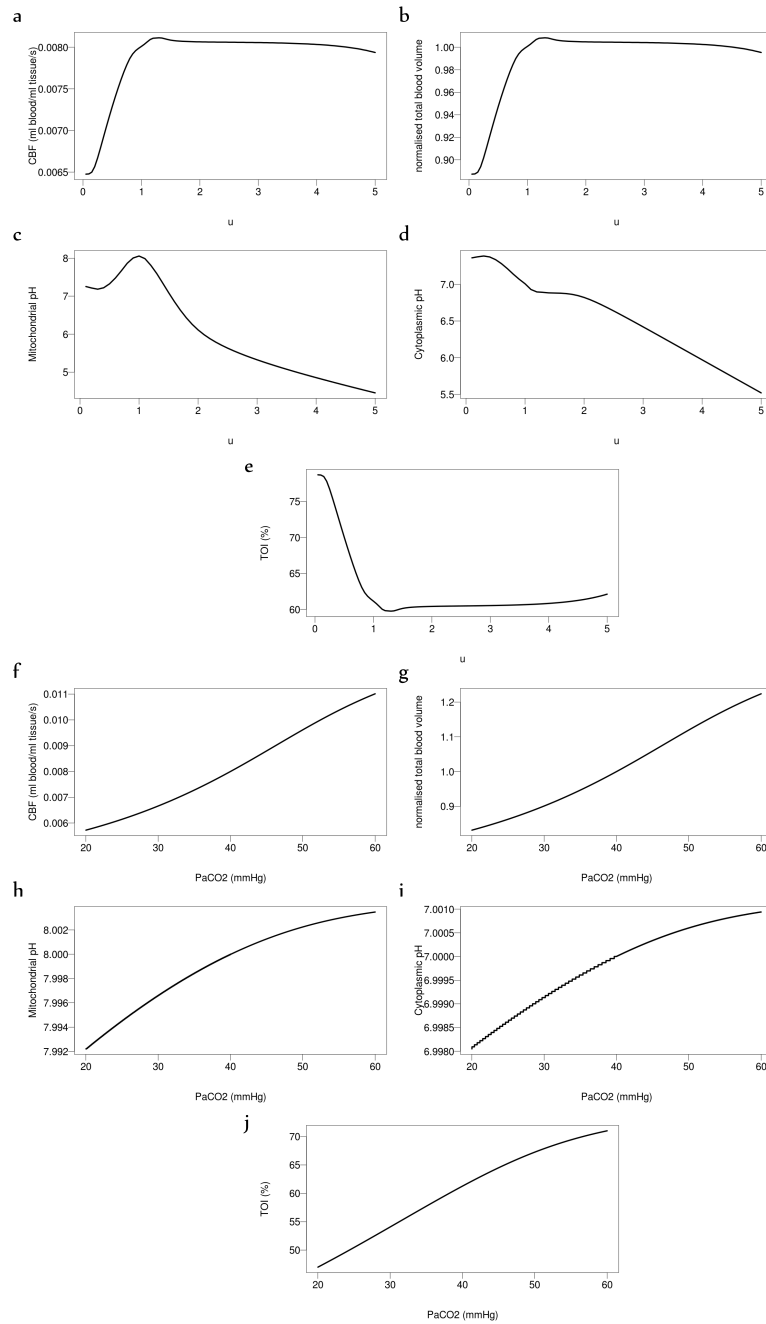 a
CBF (ml blood/ml tissue/s)
0.0080
0.0075
0.0070
0.0065
0 1 2 3 4 5
u
b
normalised total blood volume
1.00
0.98
0.96
0.94
0.92
0.90
0 1 2 3 4 5
u
c
Mitochondrial pH
8
7
6
5
0 1 2 3 4 5
u
d
Cytoplasmic pH
7.0
6.5
6.0
5.5
0 1 2 3 4 5
u
e
TOI (%)
75
70
65
60
0 1 2 3 4 5
u
f
CBF (ml blood/ml tissue/s)
0.011
0.010
0.009
0.008
0.007
0.006
20 30 40 50 60
PaCO2 (mmHg)
g
normalised total blood volume
1.2
1.1
1.0
0.9
20 30 40 50 60
PaCO2 (mmHg)
h
Mitochondrial pH
8.002
8.000
7.998
7.996
7.994
7.992
20 30 40 50 60
PaCO2 (mmHg)
i
Cytoplasmic pH
7.0010
7.0005
7.0000
6.9995
6.9990
6.9985
6.9980
20 30 40 50 60
PaCO2 (mmHg)
j
TOI (%)
70
65
60
55
50
20 30 40 50 60
PaCO2 (mmHg)